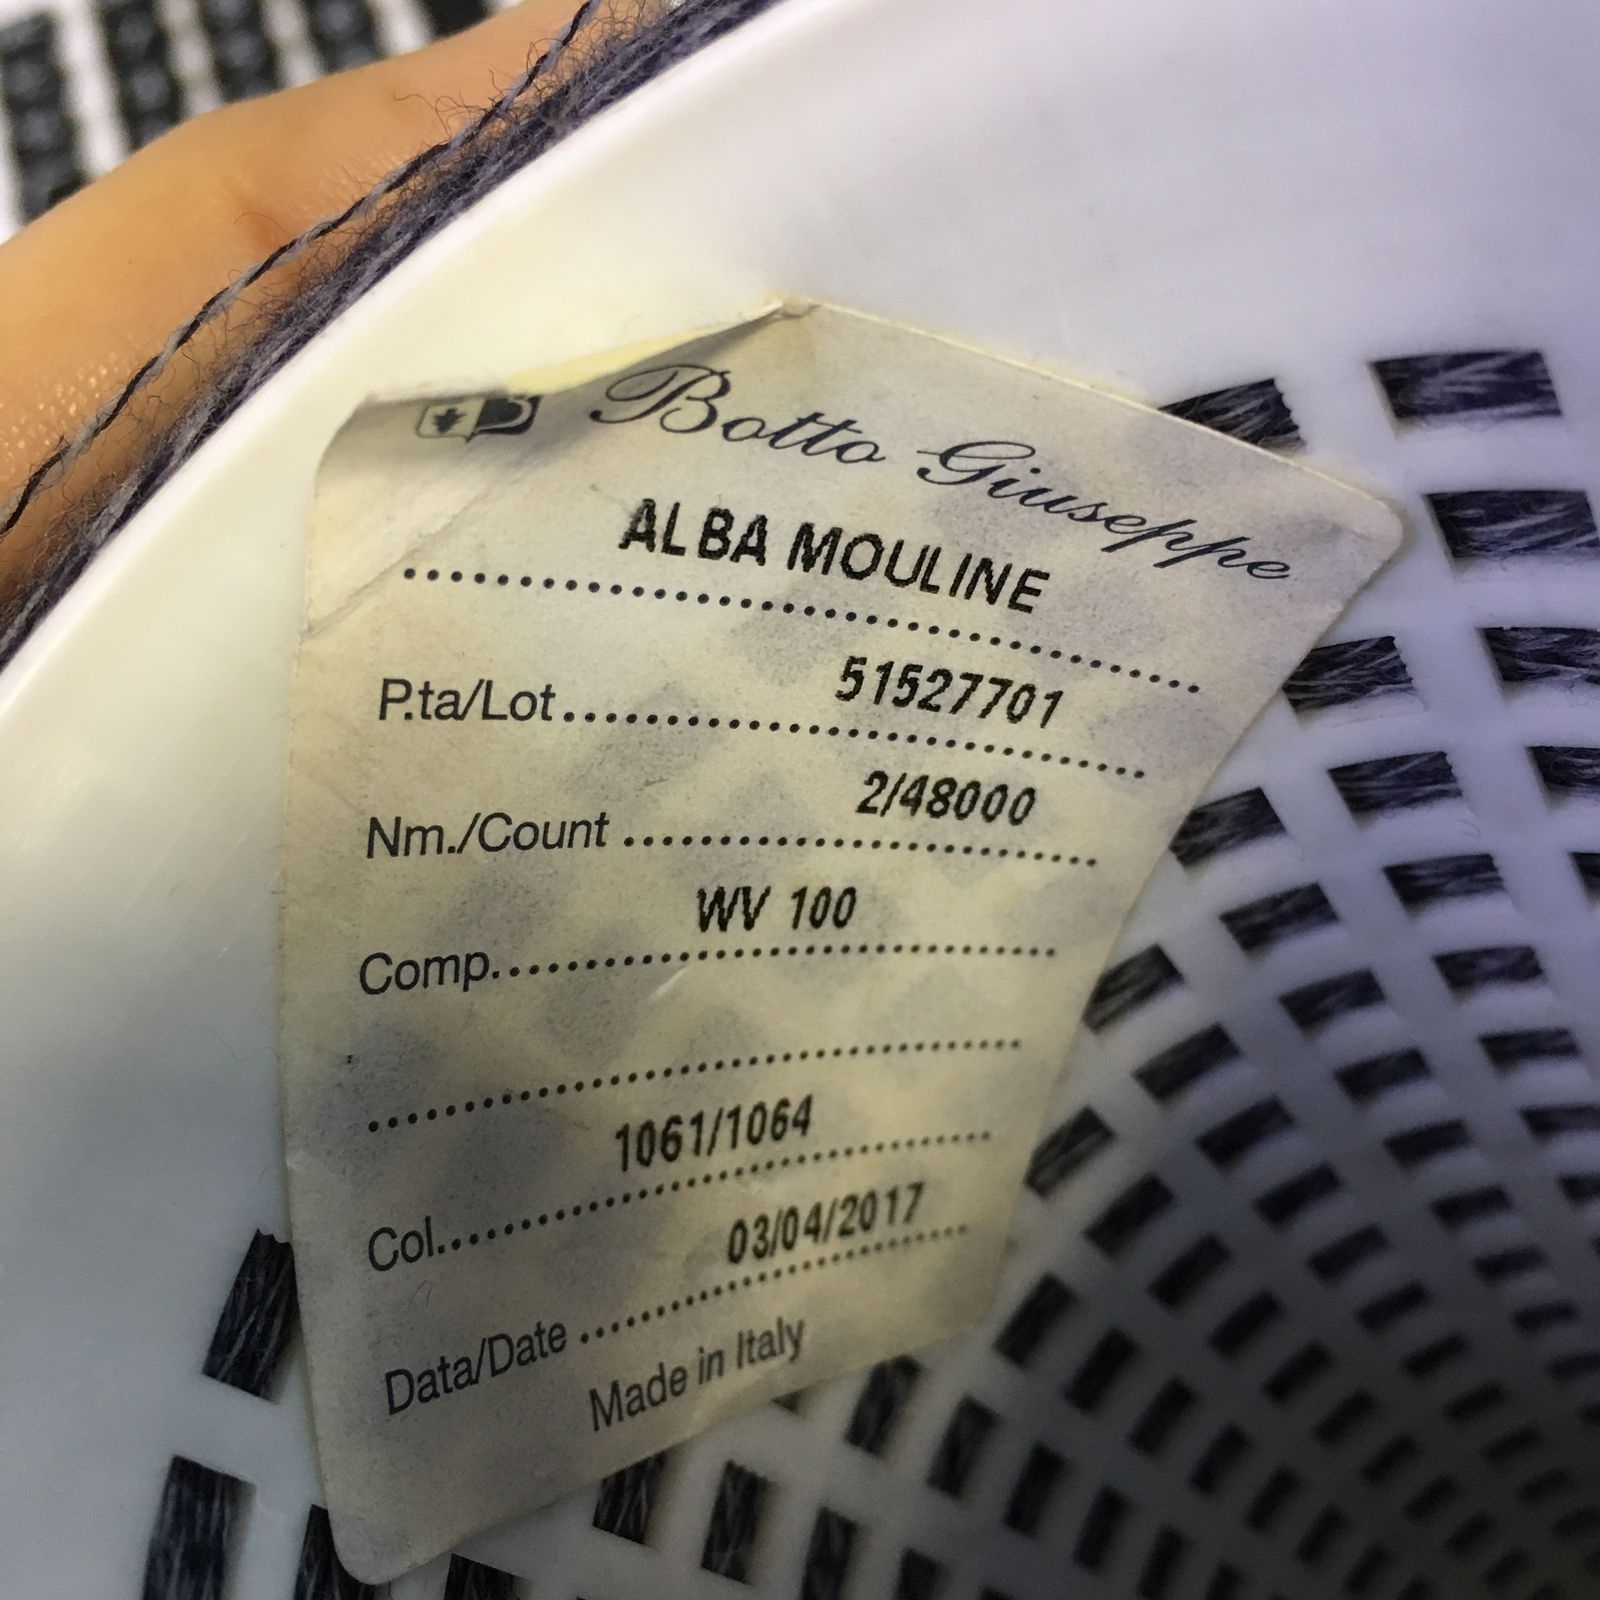 Botto Giuseppe
ALBA MOULINE
P.ta/Lot 51527701
Nm./Count 2/48000
Comp. WV 100
Col. 1061/1064
Data/Date 03/04/2017
Made in Italy